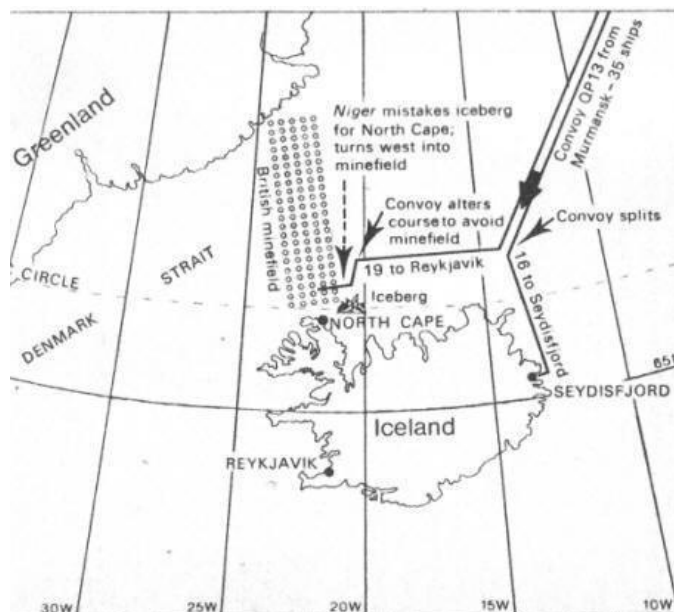 Greenland
Niger mistakes iceberg
for North Cape;
turns west into
minefield
Convoy QP13 from
Murmansk - 35 ships
British minefield
Convoy alters
course to avoid
minefield
Convoy splits
19 to Reykjavik
16 to Seydisfjord
CIRCLE
STRAIT
DENMARK
Iceberg
NORTH CAPE
65
SEYDISFJORD
Iceland
REYKJAVIK
30W
25W
20W
15W
10W